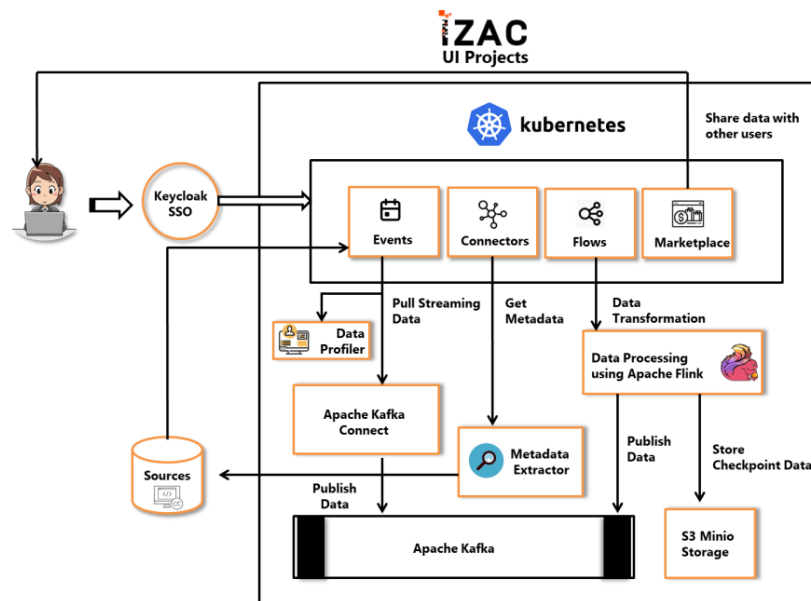 iZAC
UI Projects
kubernetes
Share data with
other users
Keycloak
SSO
Events
Connectors
Flows
Marketplace
Pull Streaming
Data
Get
Metadata
Data
Transformation
Data
Profiler
Data Processing
using Apache Flink
Apache Kafka
Connect
Metadata
Extractor
Publish
Data
Store
Checkpoint Data
Sources
CC
Publish
Data
Apache Kafka
S3 Minio
Storage